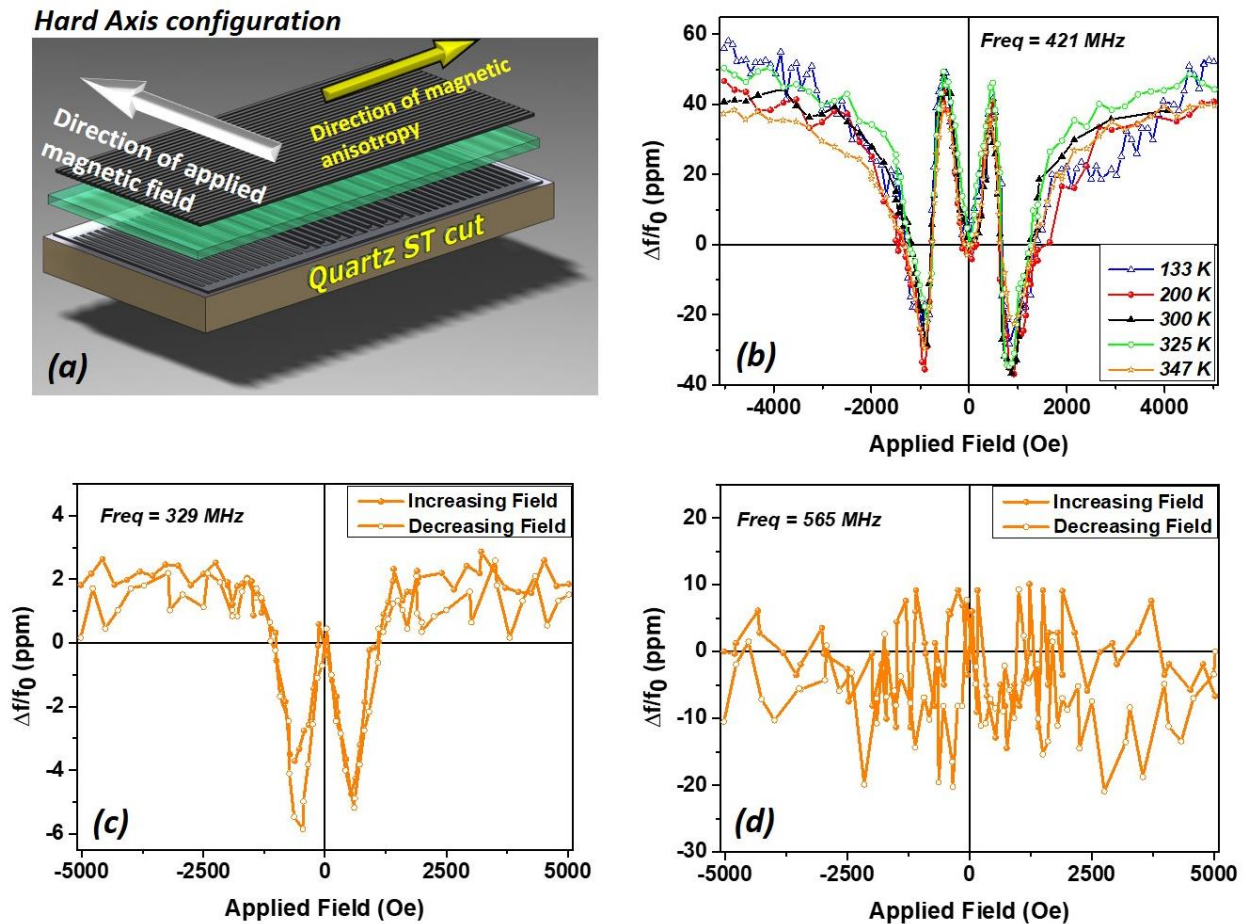 Hard Axis configuration
Direction of applied
magnetic field
Direction of magnetic
anisotropy
Quartz ST cut
(a)
60
40
20
0
-20
-40
-4000
-2000
0
2000
4000
Δf/f0 (ppm)
Applied Field (Oe)
Freq = 421 MHz
133 K
200 K
300 K
325 K
347 K
(b)
4
2
0
-2
-4
-6
-5000
-2500
0
2500
5000
Δf/f0 (ppm)
Applied Field (Oe)
Freq = 329 MHz
Increasing Field
Decreasing Field
(c)
20
10
0
-10
-20
-30
-5000
-2500
0
2500
5000
Δf/f0 (ppm)
Applied Field (Oe)
Freq = 565 MHz
Increasing Field
Decreasing Field
(d)